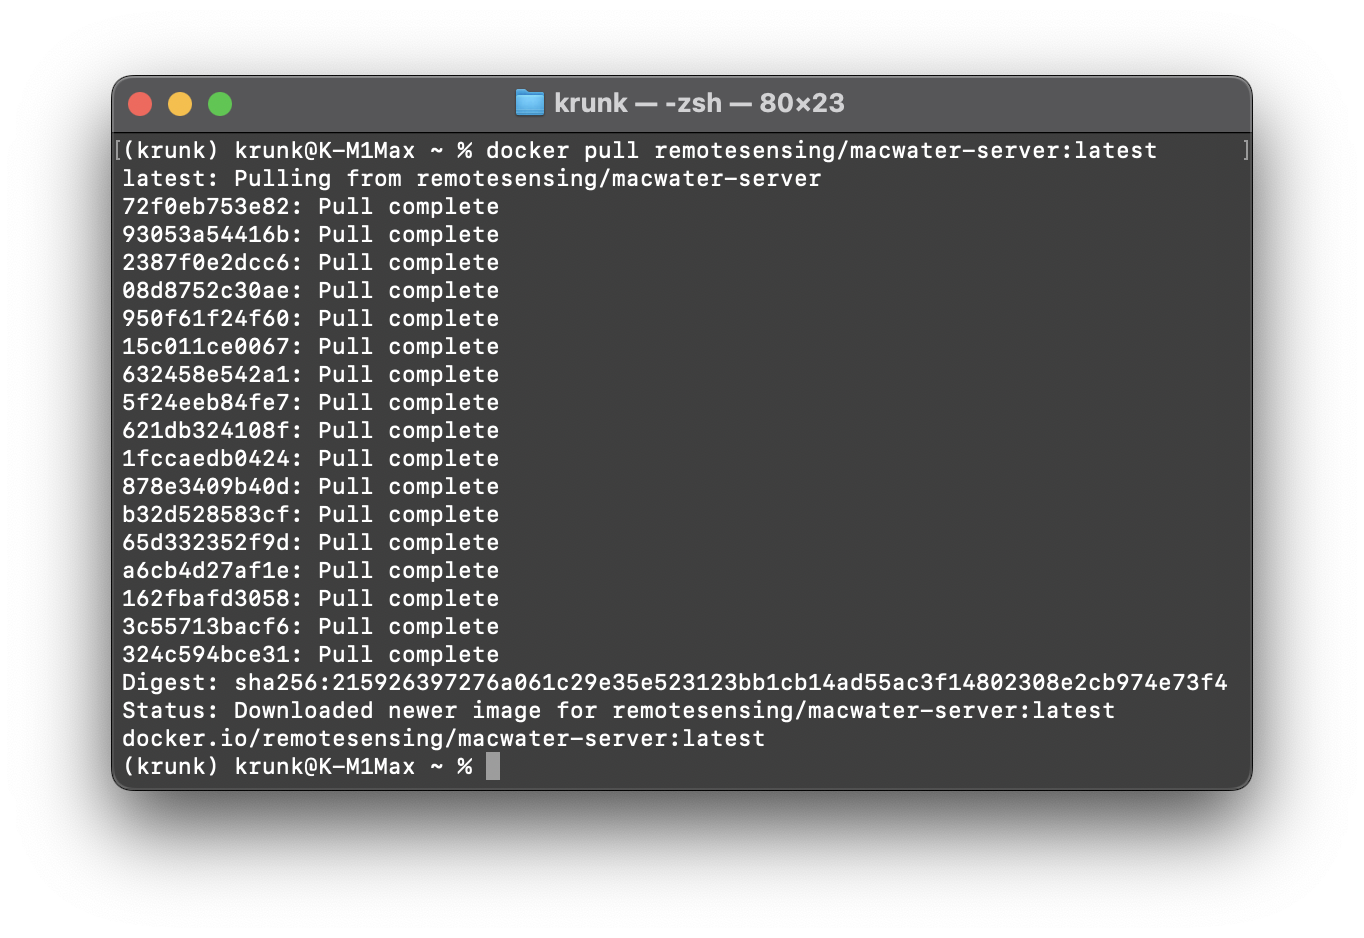 krunk — -zsh — 80×23
[(krunk) krunk@K-M1Max ~ % docker pull remotesensing/macwater-server:latest ]
latest: Pulling from remotesensing/macwater-server
72f0eb753e82: Pull complete
93053a54416b: Pull complete
2387f0e2dcc6: Pull complete
08d8752c30ae: Pull complete
950f61f24f60: Pull complete
15c011ce0067: Pull complete
632458e542a1: Pull complete
5f24eeb84fe7: Pull complete
621db324108f: Pull complete
1fccaedb0424: Pull complete
878e3409b40d: Pull complete
b32d528583cf: Pull complete
65d332352f9d: Pull complete
a6cb4d27af1e: Pull complete
162fbafd3058: Pull complete
3c55713bacf6: Pull complete
324c594bce31: Pull complete
Digest: sha256:215926397276a061c29e35e523123bb1cb14ad55ac3f14802308e2cb974e73f4
Status: Downloaded newer image for remotesensing/macwater-server:latest
docker.io/remotesensing/macwater-server:latest
(krunk) krunk@K-M1Max ~ %